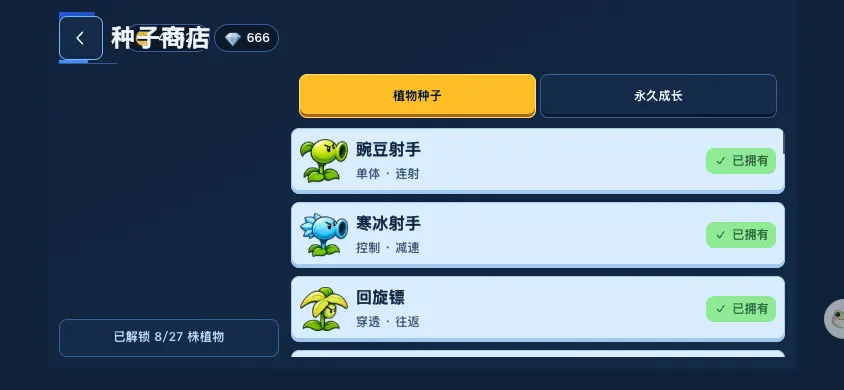 种子商店
666
植物种子
永久成长
豌豆射手
单体 · 连射
✓ 已拥有
寒冰射手
控制 · 减速
✓ 已拥有
回旋镖
穿透 · 往返
✓ 已拥有
已解锁 8/27 株植物